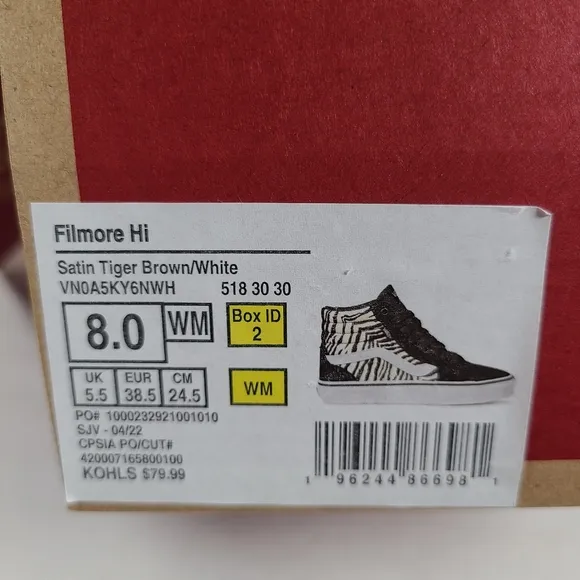 Filmore Hi
Satin Tiger Brown/White
VN0A5KY6NWH 518 30 30
8.0 WM Box ID 2
UK 5.5 EUR 38.5 CM 24.5 WM
PO# 1000232921001010
SJV - 04/22
CPSIA PO/CUT#
420007165800100
KOHLS $79.99
1 96244 86698 1